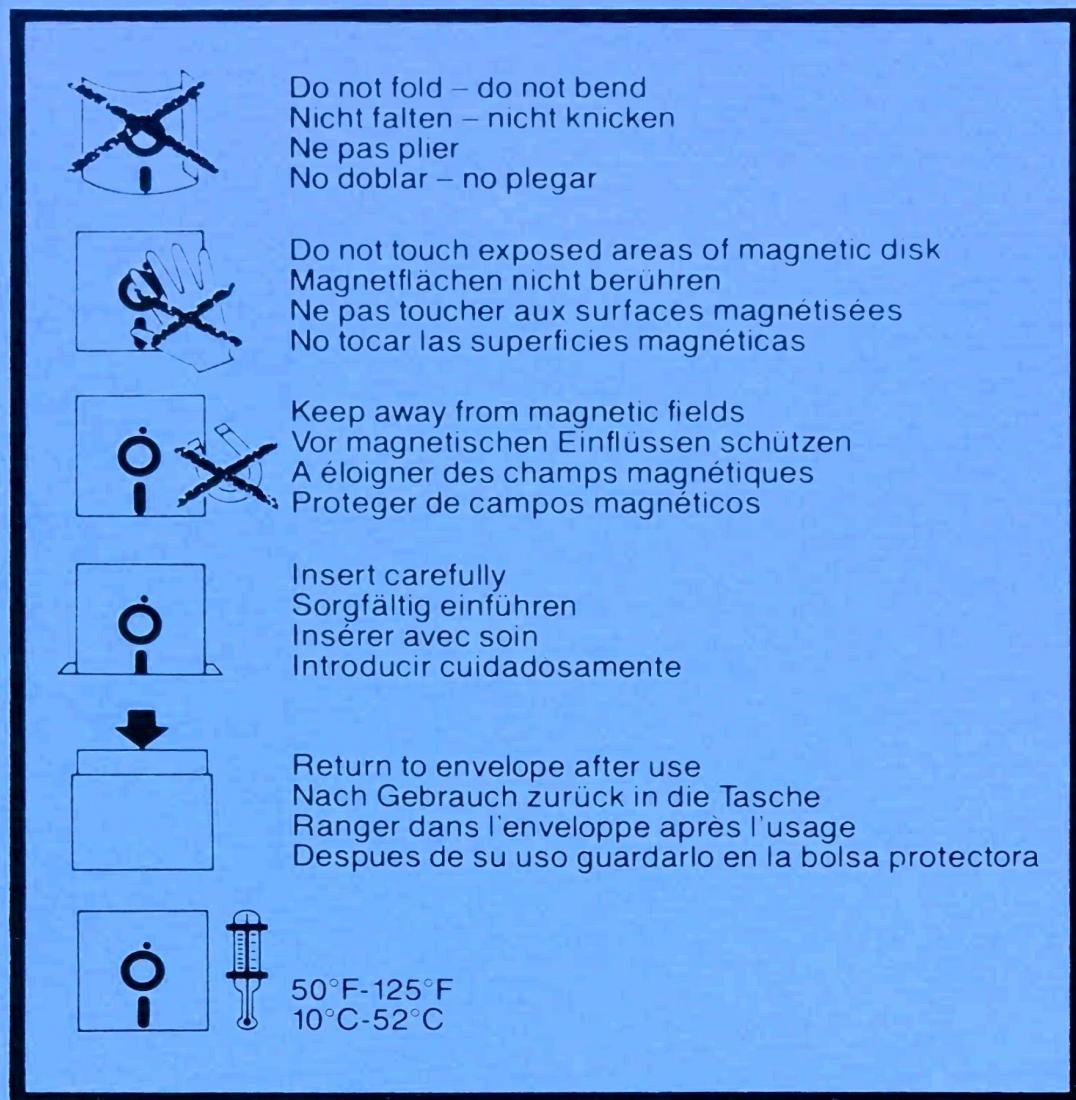 Do not fold – do not bend
Nicht falten – nicht knicken
Ne pas plier
No doblar – no plegar
Do not touch exposed areas of magnetic disk
Magnetflächen nicht berühren
Ne pas toucher aux surfaces magnétisées
No tocar las superficies magnéticas
Keep away from magnetic fields
Vor magnetischen Einflüssen schützen
A éloigner des champs magnétiques
Proteger de campos magnéticos
Insert carefully
Sorgfältig einführen
Insérer avec soin
Introducir cuidadosamente
Return to envelope after use
Nach Gebrauch zurück in die Tasche
Ranger dans l'enveloppe après l'usage
Despues de su uso guardarlo en la bolsa protectora
50°F-125°F
10°C-52°C